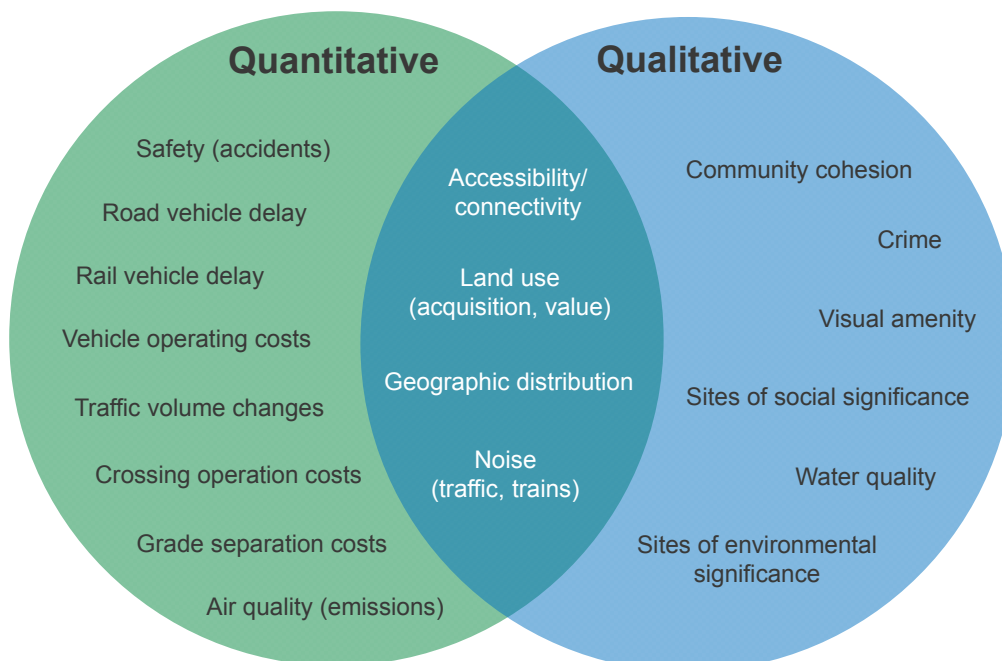 Quantitative
Safety (accidents)
Road vehicle delay
Rail vehicle delay
Vehicle operating costs
Traffic volume changes
Crossing operation costs
Grade separation costs
Air quality (emissions)
Accessibility/
connectivity
Land use
(acquisition, value)
Geographic distribution
Noise
(traffic, trains)
Qualitative
Community cohesion
Crime
Visual amenity
Sites of social significance
Water quality
Sites of environmental
significance